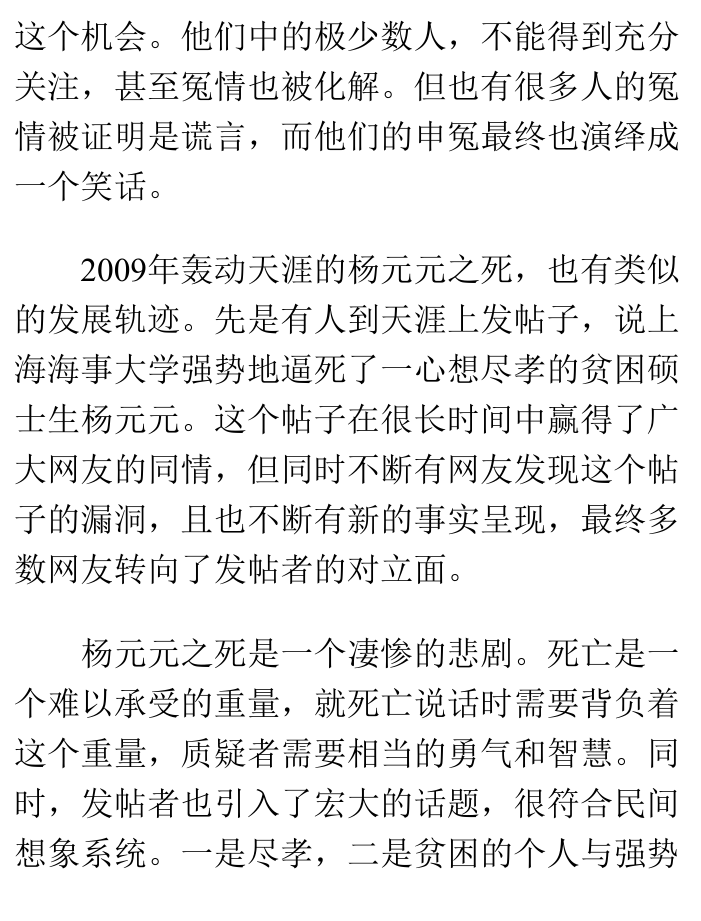 这个机会。他们中的极少数人，不能得到充分
关注，甚至冤情也被化解。但也有很多人的冤
情被证明是谎言，而他们的申冤最终也演绎成
一个笑话。
2009年轰动天涯的杨元元之死，也有类似
的发展轨迹。先是有人到天涯上发帖子，说上
海海事大学强势地逼死了一心想尽孝的贫困硕
士生杨元元。这个帖子在很长时间中赢得了广
大网友的同情，但同时不断有网友发现这个帖
子的漏洞，且也不断有新的事实呈现，最终多
数网友转向了发帖者的对立面。
杨元元之死是一个凄惨的悲剧。死亡是一
个难以承受的重量，就死亡说话时需要背负着
这个重量，质疑者需要相当的勇气和智慧。同
时，发帖者也引入了宏大的话题，很符合民间
想象系统。一是尽孝，二是贫困的个人与强势